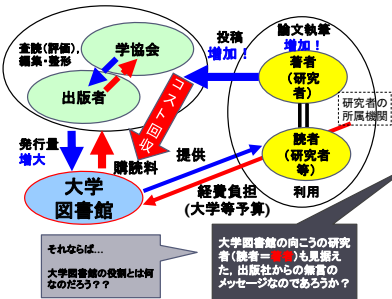 査読(評価),
編集・整形
学協会
出版者
投稿
増加！
論文執筆
増加！
著者
(研究
者)
研究者の
所属機関
読者
(研究者
等)
利用
コスト回収
発行量
増大
購読料
提供
大学
図書館
経費負担
(大学等予算)
それならば…
大学図書館の役割とは何
なのだろう？？
大学図書館の向こうの研究
者(読者＝著者)も見据え
た，出版社からの無言の
メッセージなのであろうか？